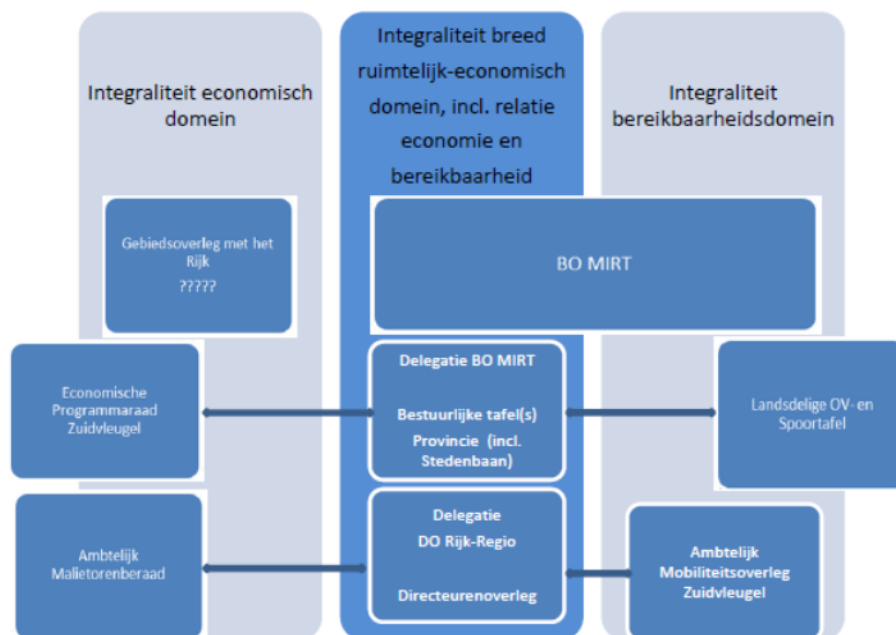 Integraliteit economisch
domein
Integraliteit breed
ruimtelijk-economisch
domein, incl. relatie
economie en
bereikbaarheid
Integraliteit
bereikbaarheidsdomein
Gebiedsoverleg met het
Rijk
?????
BO MIRT
Economische
Programmaraad
Zuidvleugel
Delegatie BO MIRT
Bestuurlijke tafel(s)
Provincie (incl.
Stedenbaan)
Landsdelige OV- en
Spoortafel
Ambtelijk
Malietorenberaad
Delegatie
DO Rijk-Regio
Directeurenoverleg
Ambtelijk
Mobiliteitsoverleg
Zuidvleugel